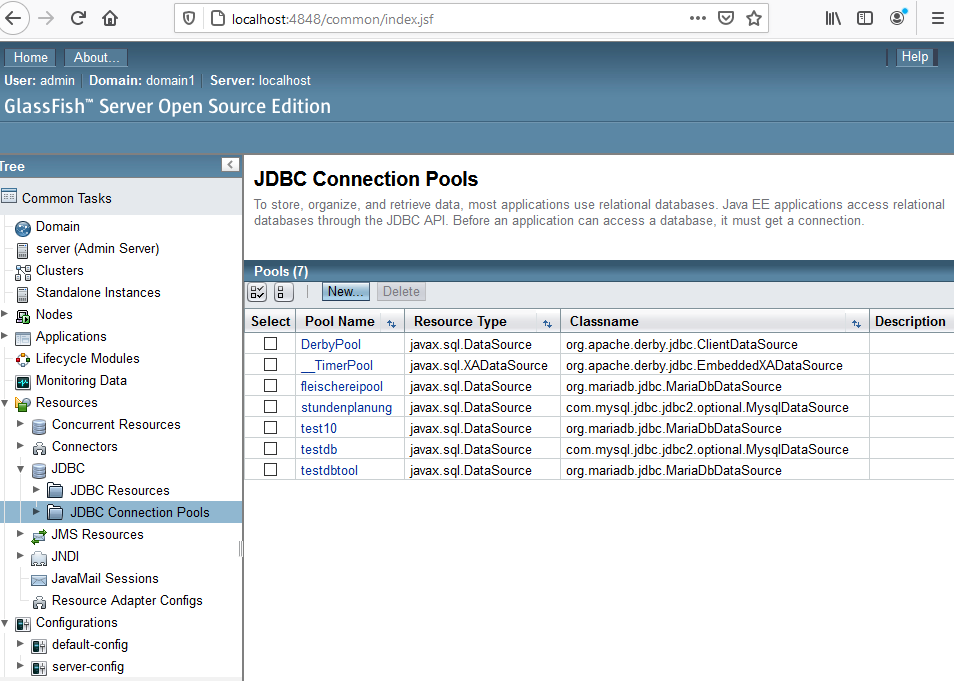 localhost:4848/common/index.jsf
Home About... Help
User: admin Domain: domain1 Server: localhost
GlassFish™ Server Open Source Edition
Tree
Common Tasks
Domain
server (Admin Server)
Clusters
Standalone Instances
Nodes
Applications
Lifecycle Modules
Monitoring Data
Resources
Concurrent Resources
Connectors
JDBC
JDBC Resources
JDBC Connection Pools
JMS Resources
JNDI
JavaMail Sessions
Resource Adapter Configs
Configurations
default-config
server-config
JDBC Connection Pools
To store, organize, and retrieve data, most applications use relational databases. Java EE applications access relational
databases through the JDBC API. Before an application can access a database, it must get a connection.
Pools (7)
New... Delete
Select Pool Name Resource Type Classname Description
DerbyPool javax.sql.DataSource org.apache.derby.jdbc.ClientDataSource
__TimerPool javax.sql.XADataSource org.apache.derby.jdbc.EmbeddedXADataSource
fleischereipool javax.sql.DataSource org.mariadb.jdbc.MariaDbDataSource
stundenplanung javax.sql.DataSource com.mysql.jdbc.jdbc2.optional.MysqlDataSource
test10 javax.sql.DataSource org.mariadb.jdbc.MariaDbDataSource
testdb javax.sql.DataSource com.mysql.jdbc.jdbc2.optional.MysqlDataSource
testdbtool javax.sql.DataSource org.mariadb.jdbc.MariaDbDataSource